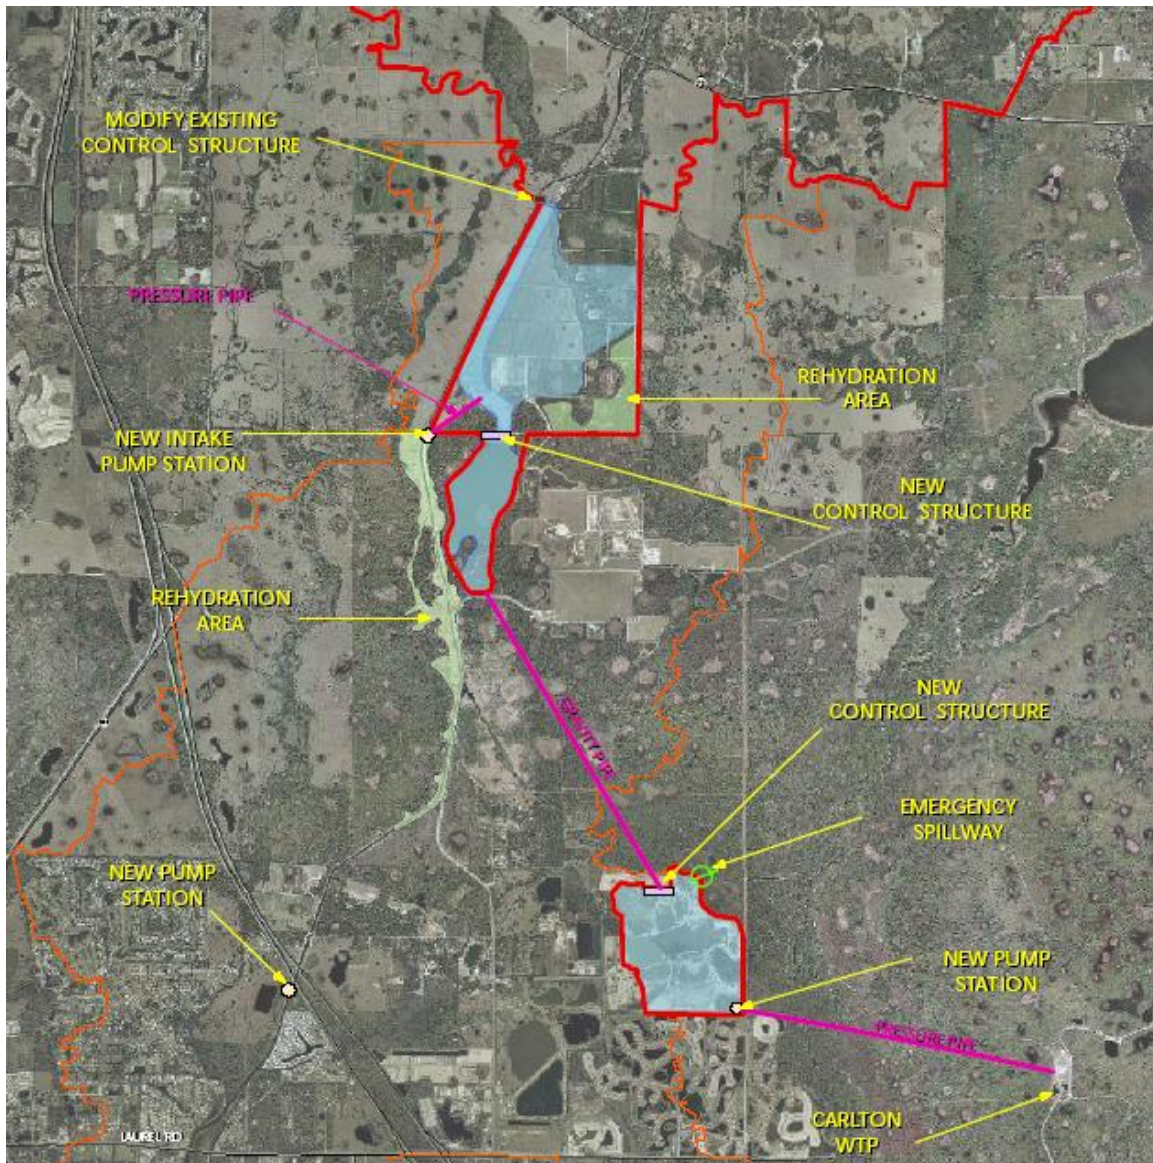 MODIFY EXISTING
CONTROL STRUCTURE
PRESSURE PIPE
NEW INTAKE
PUMP STATION
REHYDRATION
AREA
NEW
CONTROL STRUCTURE
REHYDRATION
AREA
GRAVITY PIPE
NEW
CONTROL STRUCTURE
EMERGENCY
SPILLWAY
NEW PUMP
STATION
NEW PUMP
STATION
PRESSURE PIPE
CARLTON
WTP
LAUREL RD